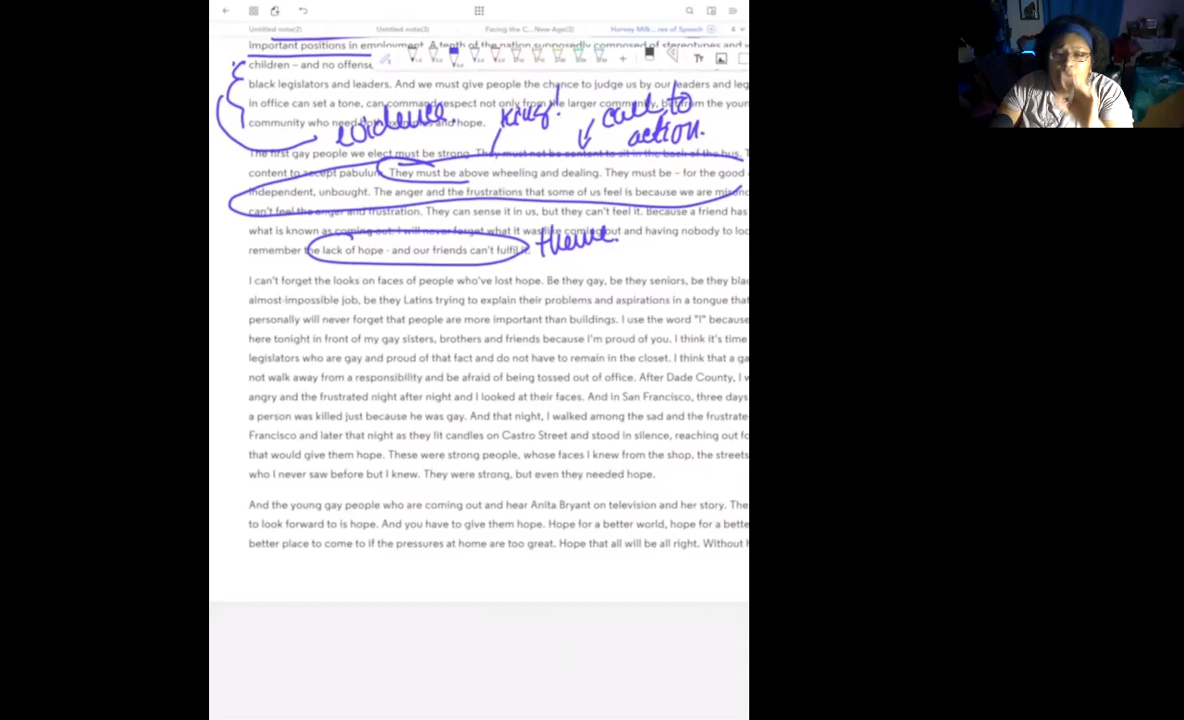 Untitled note(2)
Untitled note(3)
Facing the C...New Age(2)
Harvey Milk...res of Speech
important positions in employment. A tenth of the nation supposedly composed of stereotypes and
Tт
children – and no offense
black legislators and leaders. And we must give people the chance to judge us by our leaders and leg
in office can set a tone, can command respect not only from the larger community, but from the youn
community who need both examples and hope.
evidence.
King!
call to
action.
The first gay people we elect must be strong. They must not be content to sit in the back of the bus. T
content to accept pabulum. They must be above wheeling and dealing. They must be – for the good
independent, unbought. The anger and the frustrations that some of us feel is because we are misund
can't feel the anger and frustration. They can sense it in us, but they can't feel it. Because a friend has
what is known as coming out. I will never forget what it was like coming out and having nobody to loo
remember the lack of hope - and our friends can't fulfill it.
theme.
I can't forget the looks on faces of people who've lost hope. Be they gay, be they seniors, be they bla
almost-impossible job, be they Latins trying to explain their problems and aspirations in a tongue tha
personally will never forget that people are more important than buildings. I use the word "I" because
here tonight in front of my gay sisters, brothers and friends because I'm proud of you. I think it's time
legislators who are gay and proud of that fact and do not have to remain in the closet. I think that a ga
not walk away from a responsibility and be afraid of being tossed out of office. After Dade County, I w
angry and the frustrated night after night and I looked at their faces. And in San Francisco, three days
a person was killed just because he was gay. And that night, I walked among the sad and the frustrate
Francisco and later that night as they lit candles on Castro Street and stood in silence, reaching out fo
that would give them hope. These were strong people, whose faces I knew from the shop, the streets
who I never saw before but I knew. They were strong, but even they needed hope.
And the young gay people who are coming out and hear Anita Bryant on television and her story. The
to look forward to is hope. And you have to give them hope. Hope for a better world, hope for a bette
better place to come to if the pressures at home are too great. Hope that all will be all right. Without h